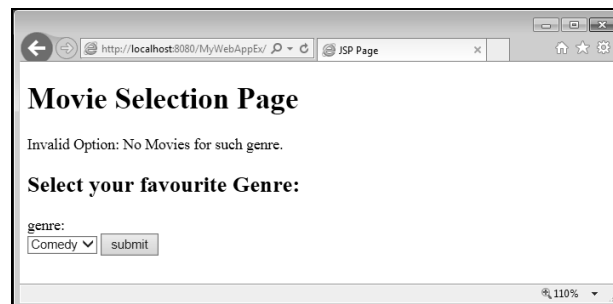 http://localhost:8080/MyWebAppEx/
JSP Page
Movie Selection Page
Invalid Option: No Movies for such genre.
Select your favourite Genre:
genre:
Comedy submit
110%